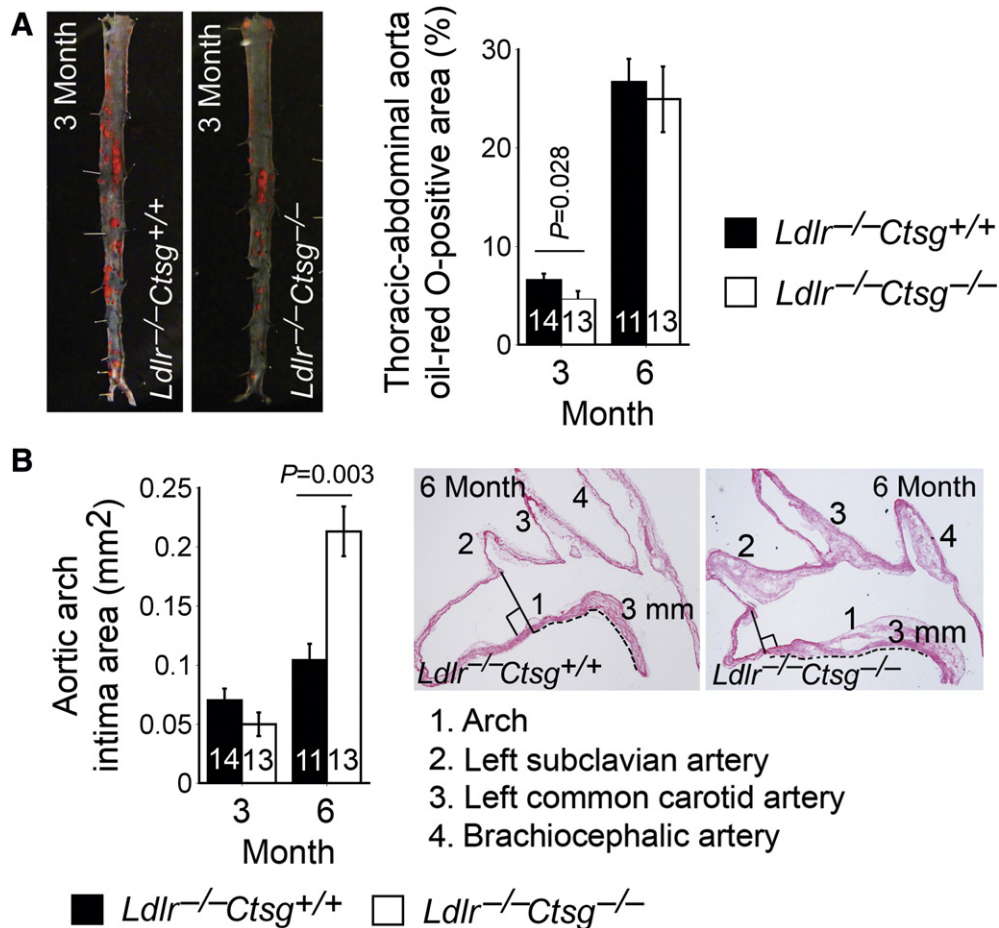 A
3 Month
Ldlr–/–Ctsg+/+
3 Month
Ldlr–/–Ctsg–/–
Thoracic-abdominal aorta
oil-red O-positive area (%)
30
20
10
0
P=0.028
14
13
11
13
3
6
Month
Ldlr–/–Ctsg+/+
Ldlr–/–Ctsg–/–
B
Aortic arch
intima area (mm2)
0.25
0.2
0.15
0.1
0.05
0
P=0.003
14
13
11
13
3
6
Month
6 Month
4
3
2
1
3 mm
Ldlr–/–Ctsg+/+
6 Month
3
4
2
1
3 mm
Ldlr–/–Ctsg–/–
1. Arch
2. Left subclavian artery
3. Left common carotid artery
4. Brachiocephalic artery
Ldlr–/–Ctsg+/+
Ldlr–/–Ctsg–/–